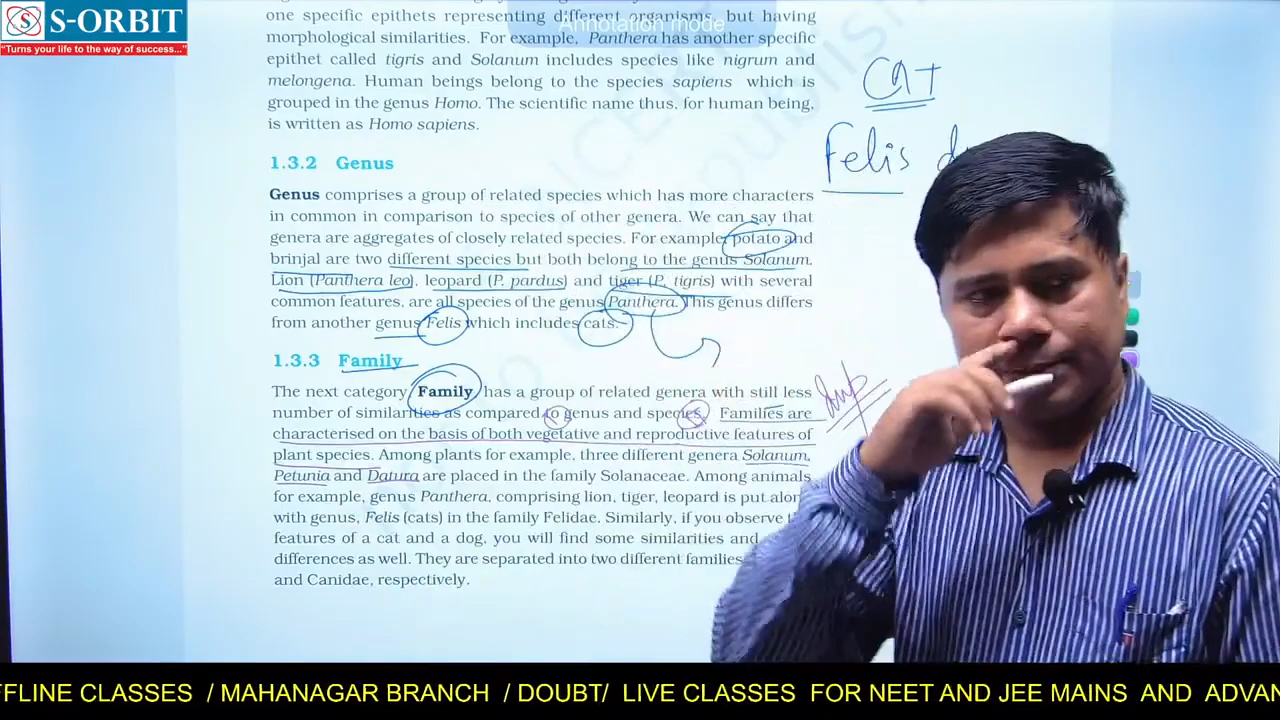 S-ORBIT
"Turns your life to the way of success..."
Annotation mode
one specific epithets representing different organisms, but having
morphological similarities. For example, Panthera has another specific
epithet called tigris and Solanum includes species like nigrum and
melongena. Human beings belong to the species sapiens which is
grouped in the genus Homo. The scientific name thus, for human being,
is written as Homo sapiens.
Cat
Felis d
1.3.2 Genus
Genus comprises a group of related species which has more characters
in common in comparison to species of other genera. We can say that
genera are aggregates of closely related species. For example, potato and
brinjal are two different species but both belong to the genus Solanum.
Lion (Panthera leo), leopard (P. pardus) and tiger (P. tigris) with several
common features, are all species of the genus Panthera. This genus differs
from another genus Felis which includes cats.
1.3.3 Family
The next category, Family, has a group of related genera with still less
number of similarities as compared to genus and species. Families are
characterised on the basis of both vegetative and reproductive features of
plant species. Among plants for example, three different genera Solanum,
Petunia and Datura are placed in the family Solanaceae. Among animals
for example, genus Panthera, comprising lion, tiger, leopard is put along
with genus, Felis (cats) in the family Felidae. Similarly, if you observe
features of a cat and a dog, you will find some similarities and
differences as well. They are separated into two different families
and Canidae, respectively.
Imp
FFLINE CLASSES / MAHANAGAR BRANCH / DOUBT/ LIVE CLASSES FOR NEET AND JEE MAINS AND ADVAN